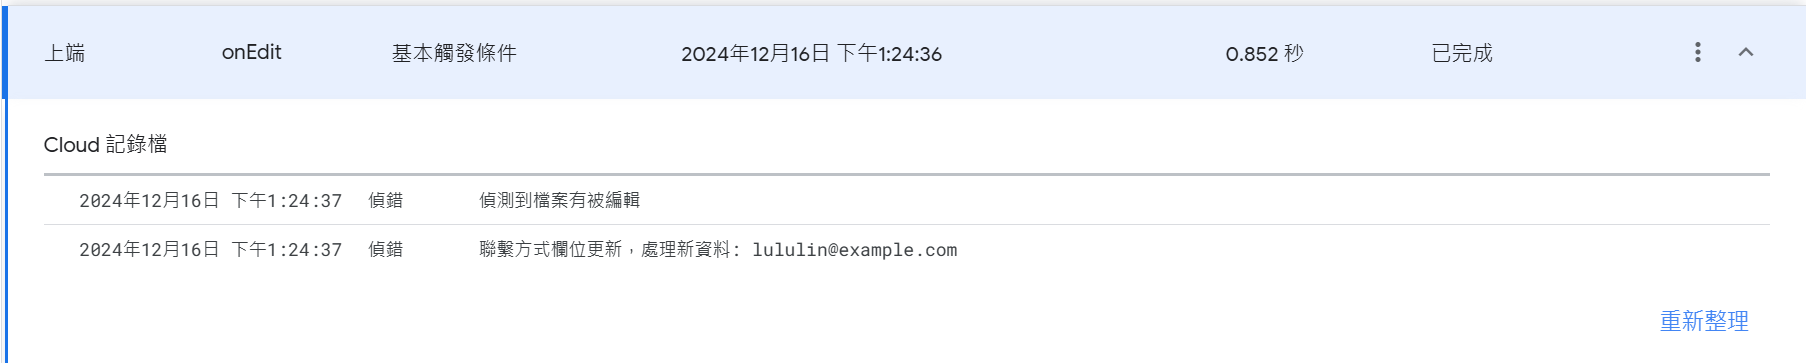 上端 onEdit 基本觸發條件 2024年12月16日 下午1:24:36 0.852 秒 已完成
Cloud 記錄檔
2024年12月16日 下午1:24:37 偵錯 偵測到檔案有被編輯
2024年12月16日 下午1:24:37 偵錯 聯繫方式欄位更新，處理新資料: lululin@example.com
重新整理